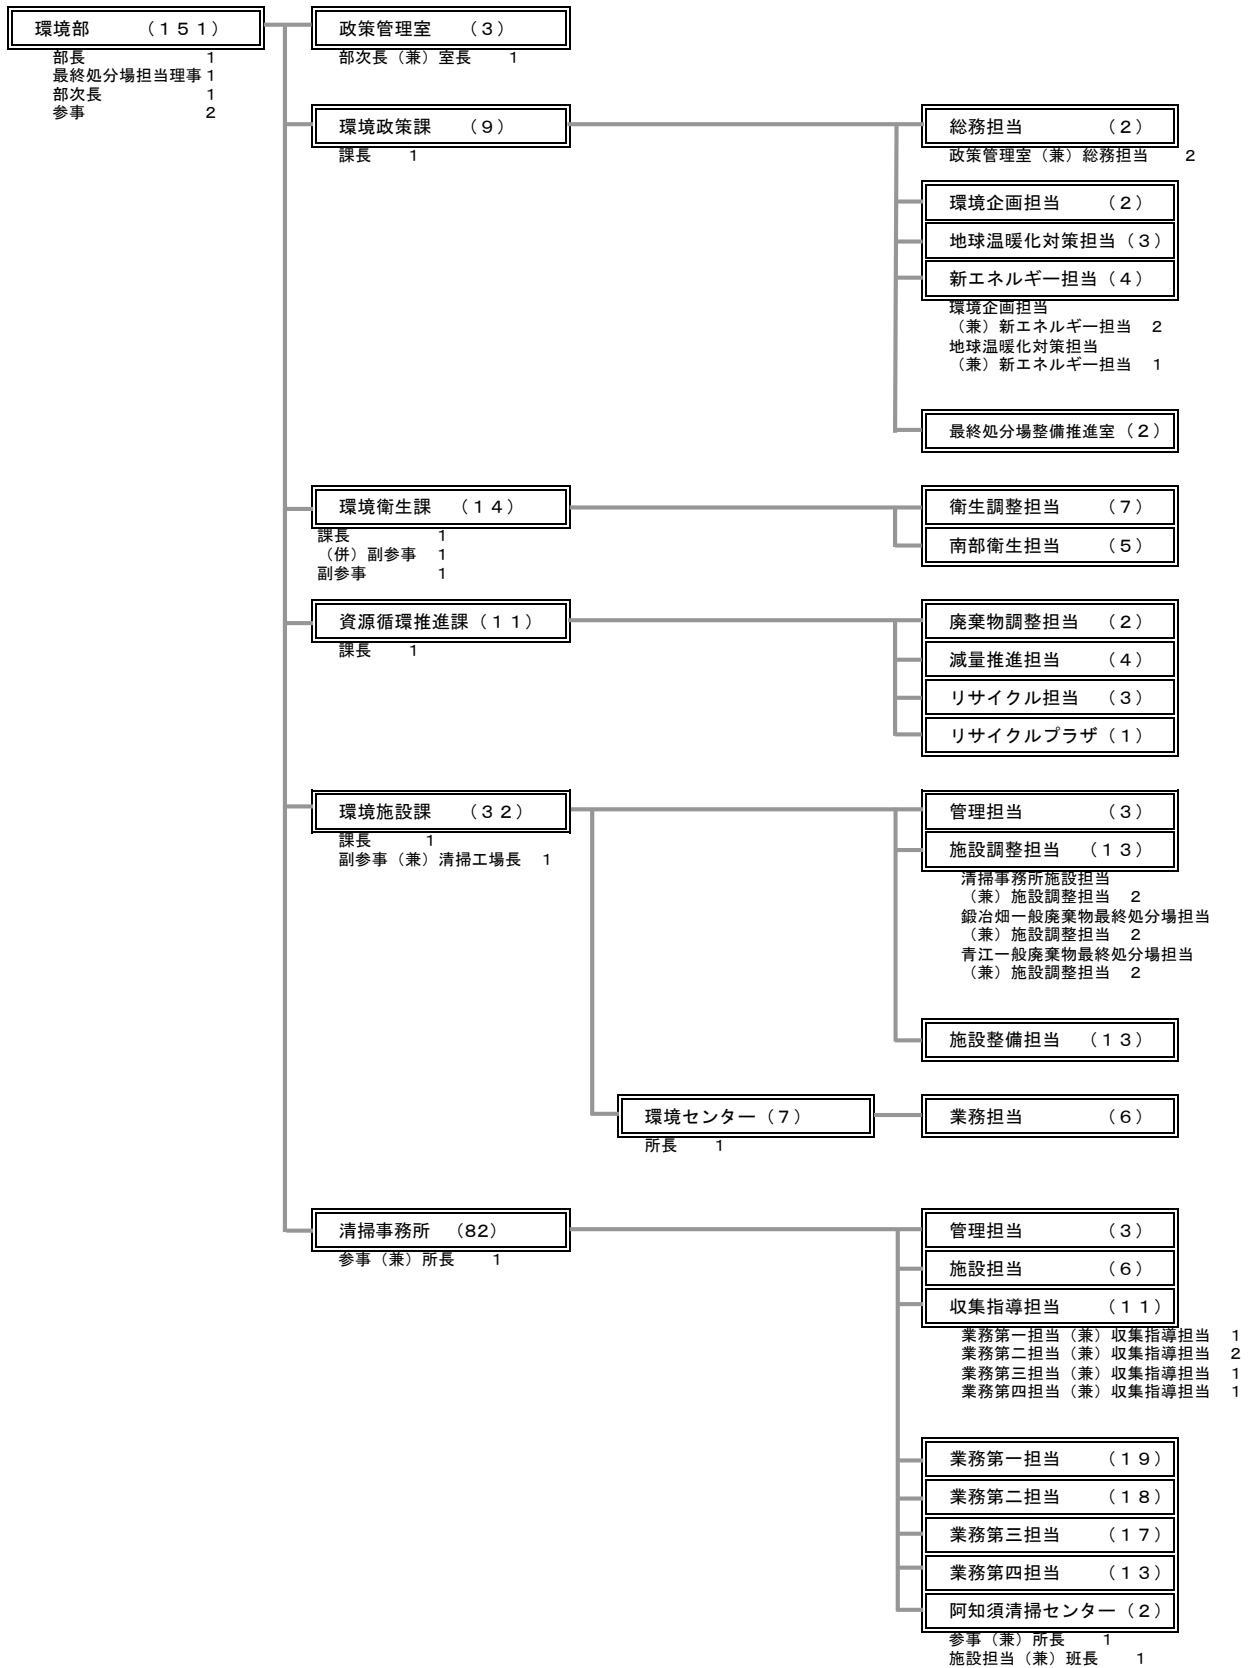 環境部　（１５１）
部長　1
最終処分場担当理事 1
部次長　1
参事　2
政策管理室　（３）
部次長（兼）室長　1
環境政策課　（９）
課長　1
総務担当　（２）
政策管理室（兼）総務担当　2
環境企画担当　（２）
地球温暖化対策担当（３）
新エネルギー担当（４）
環境企画担当
（兼）新エネルギー担当　2
地球温暖化対策担当
（兼）新エネルギー担当　1
最終処分場整備推進室（２）
環境衛生課　（１４）
課長　1
（併）副参事　1
副参事　1
衛生調整担当　（７）
南部衛生担当　（５）
資源循環推進課（１１）
課長　1
廃棄物調整担当　（２）
減量推進担当　（４）
リサイクル担当　（３）
リサイクルプラザ（１）
環境施設課　（３２）
課長　1
副参事（兼）清掃工場長　1
管理担当　（３）
施設調整担当　（１３）
清掃事務所施設担当
（兼）施設調整担当　2
鍛冶畑一般廃棄物最終処分場担当
（兼）施設調整担当　2
青江一般廃棄物最終処分場担当
（兼）施設調整担当　2
施設整備担当　（１３）
環境センター（７）
所長　1
業務担当　（６）
清掃事務所　（82）
参事（兼）所長　1
管理担当　（３）
施設担当　（６）
収集指導担当　（１１）
業務第一担当（兼）収集指導担当　1
業務第二担当（兼）収集指導担当　2
業務第三担当（兼）収集指導担当　1
業務第四担当（兼）収集指導担当　1
業務第一担当　（１９）
業務第二担当　（１８）
業務第三担当　（１７）
業務第四担当　（１３）
阿知須清掃センター（２）
参事（兼）所長　1
施設担当（兼）班長　1